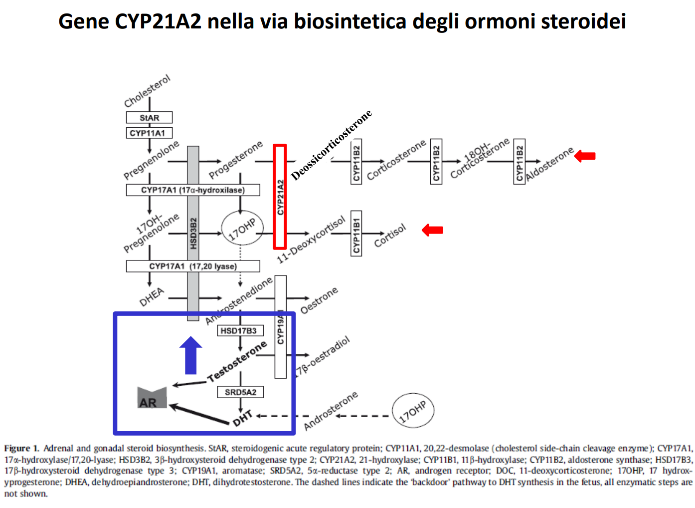 Gene CYP21A2 nella via biosintetica degli ormoni steroidei
Cholesterol
StAR
CYP11A1
Pregnenolone
Progesterone
Deossicorticosterone
CYP11B2
Corticosterone
CYP11B2
18OH-
Corticosterone
CYP11B2
Aldosterone
CYP17A1 (17α-hydroxilase)
CYP21A2
HSD3B2
17OH-
Pregnenolone
17OHP
11-Deoxycortisol
CYP11B1
Cortisol
CYP17A1 (17,20 lyase)
DHEA
Androstenedione
CYP19A1
Oestrone
HSD17B3
Testosterone
17β-oestradiol
AR
SRD5A2
DHT
Androsterone
17OHP
Figure 1. Adrenal and gonadal steroid biosynthesis. StAR, steroidogenic acute regulatory protein; CYP11A1, 20,22-desmolase (cholesterol side-chain cleavage enzyme); CYP17A1,
17α-hydroxylase/17,20-lyase; HSD3B2, 3β-hydroxysteroid dehydrogenase type 2; CYP21A2, 21-hydroxylase; CYP11B1, 11β-hydroxylase; CYP11B2, aldosterone synthase; HSD17B3,
17β-hydroxysteroid dehydrogenase type 3; CYP19A1, aromatase; SRD5A2, 5α-reductase type 2; AR, androgen receptor; DOC, 11-deoxycorticosterone; 17OHP, 17 hydrox-
yprogesterone; DHEA, dehydroepiandrosterone; DHT, dihydrotestosterone. The dashed lines indicate the 'backdoor' pathway to DHT synthesis in the fetus, all enzymatic steps are
not shown.